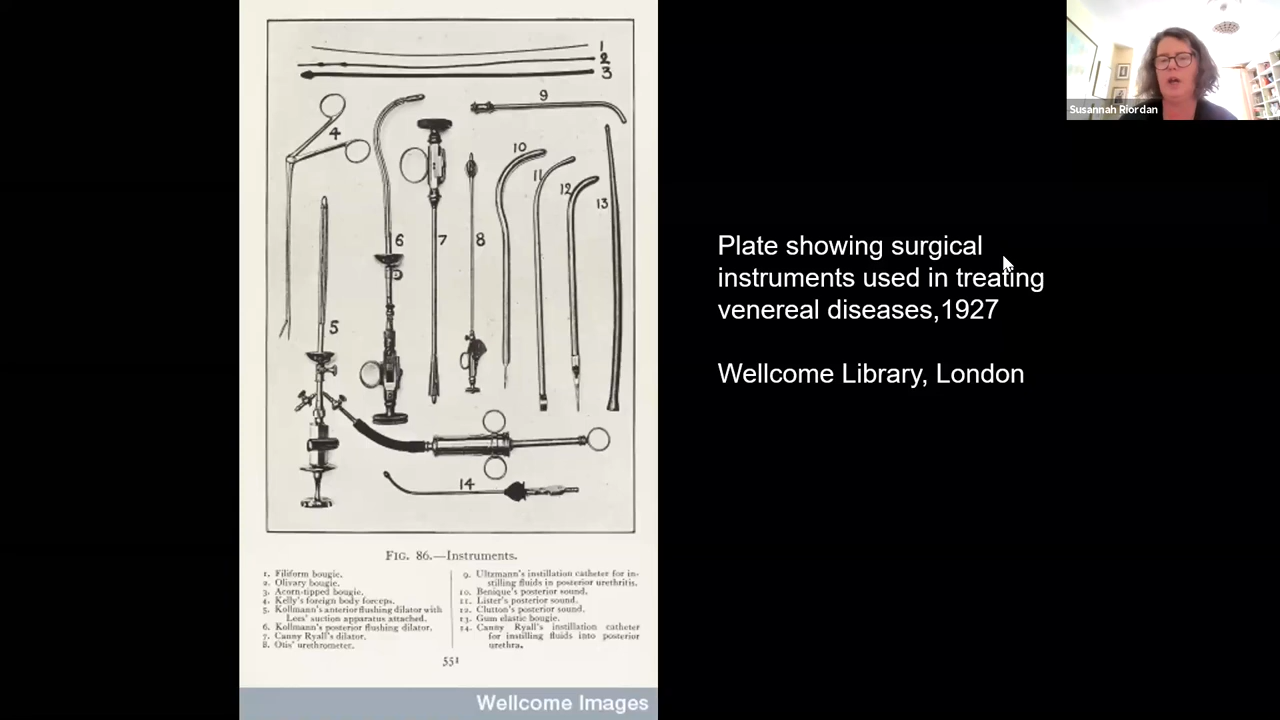 1
2
3
4
9
10
11
12
13
6
7
8
5
14
FIG. 86.—Instruments.
1. Filiform bougie.
2. Olivary bougie.
3. Acorn-tipped bougie.
4. Kelly's foreign body forceps.
5. Kollmann's anterior flushing dilator with
Lees' suction apparatus attached.
6. Kollmann's posterior flushing dilator.
7. Canny Ryall's dilator.
8. Otis' urethrometer.
9. Ultzmann's instillation catheter for in-
stilling fluids in posterior urethritis.
10. Benique's posterior sound.
11. Lister's posterior sound.
12. Clutton's posterior sound.
13. Gum elastic bougie.
14. Canny Ryall's instillation catheter
for instilling fluids into posterior
urethra.
551
Wellcome Images
Plate showing surgical
instruments used in treating
venereal diseases,1927
Wellcome Library, London
Susannah Riordan